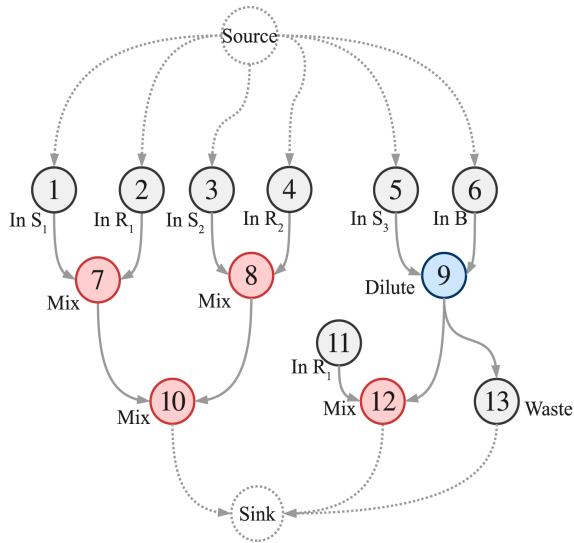 Source
1 2 3 4 5 6
In S₁ In R₁ In S₂ In R₂ In S₃ In B
7 8 9
Mix Mix Dilute
11
In R₁
10 12 13
Mix Mix Waste
Sink